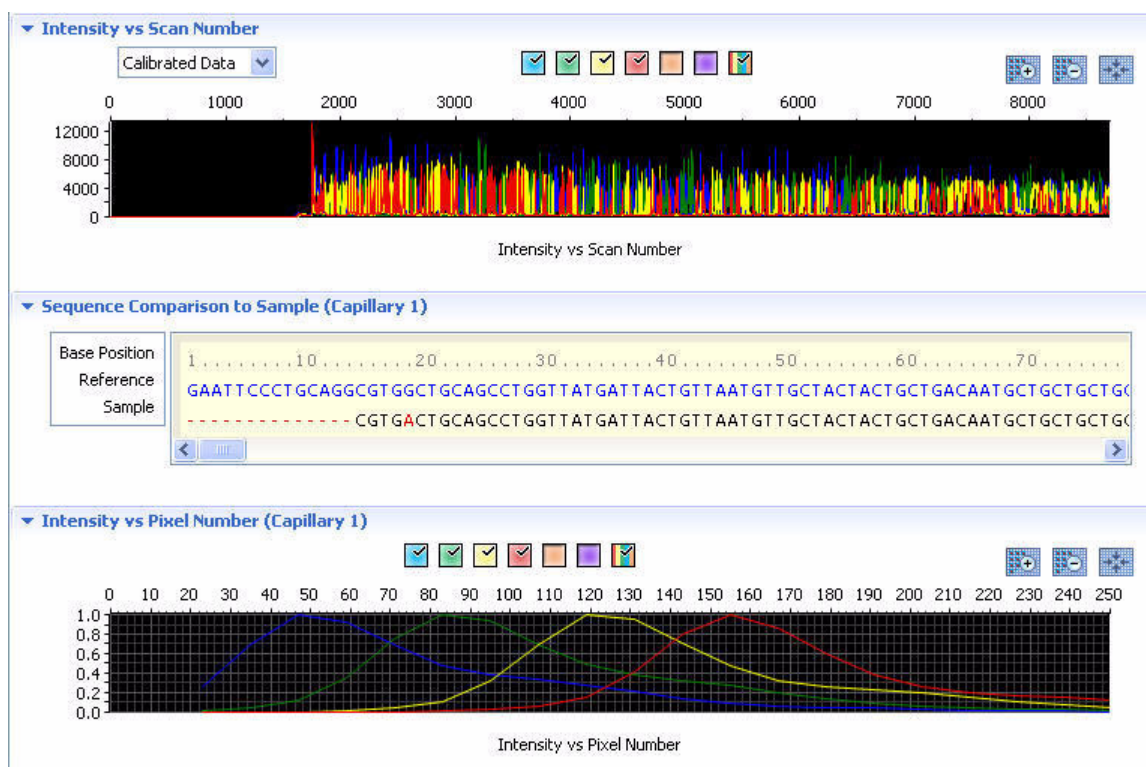 Intensity vs Scan Number
Calibrated Data
0 1000 2000 3000 4000 5000 6000 7000 8000
12000
8000
4000
0
Intensity vs Scan Number
Sequence Comparison to Sample (Capillary 1)
Base Position 1........10........20........30........40........50........60........70........
Reference GAATTCCCTGCAGGCGTGGCTGCAGCCTGGTTATGATTACTGTTAATGTTGCTACTACTGCTGACAATGCTGCTGCTGC
Sample --------------CGTGACTGCAGCCTGGTTATGATTACTGTTAATGTTGCTACTACTGCTGACAATGCTGCTGCTGC
Intensity vs Pixel Number (Capillary 1)
0 10 20 30 40 50 60 70 80 90 100 110 120 130 140 150 160 170 180 190 200 210 220 230 240 250
1.0
0.8
0.6
0.4
0.2
0.0
Intensity vs Pixel Number